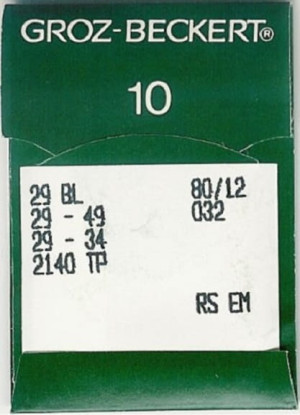 GROZ-BECKERT®
10
29 BL 80/12
29 - 49 032
29 - 34
2140 TP
RS EM